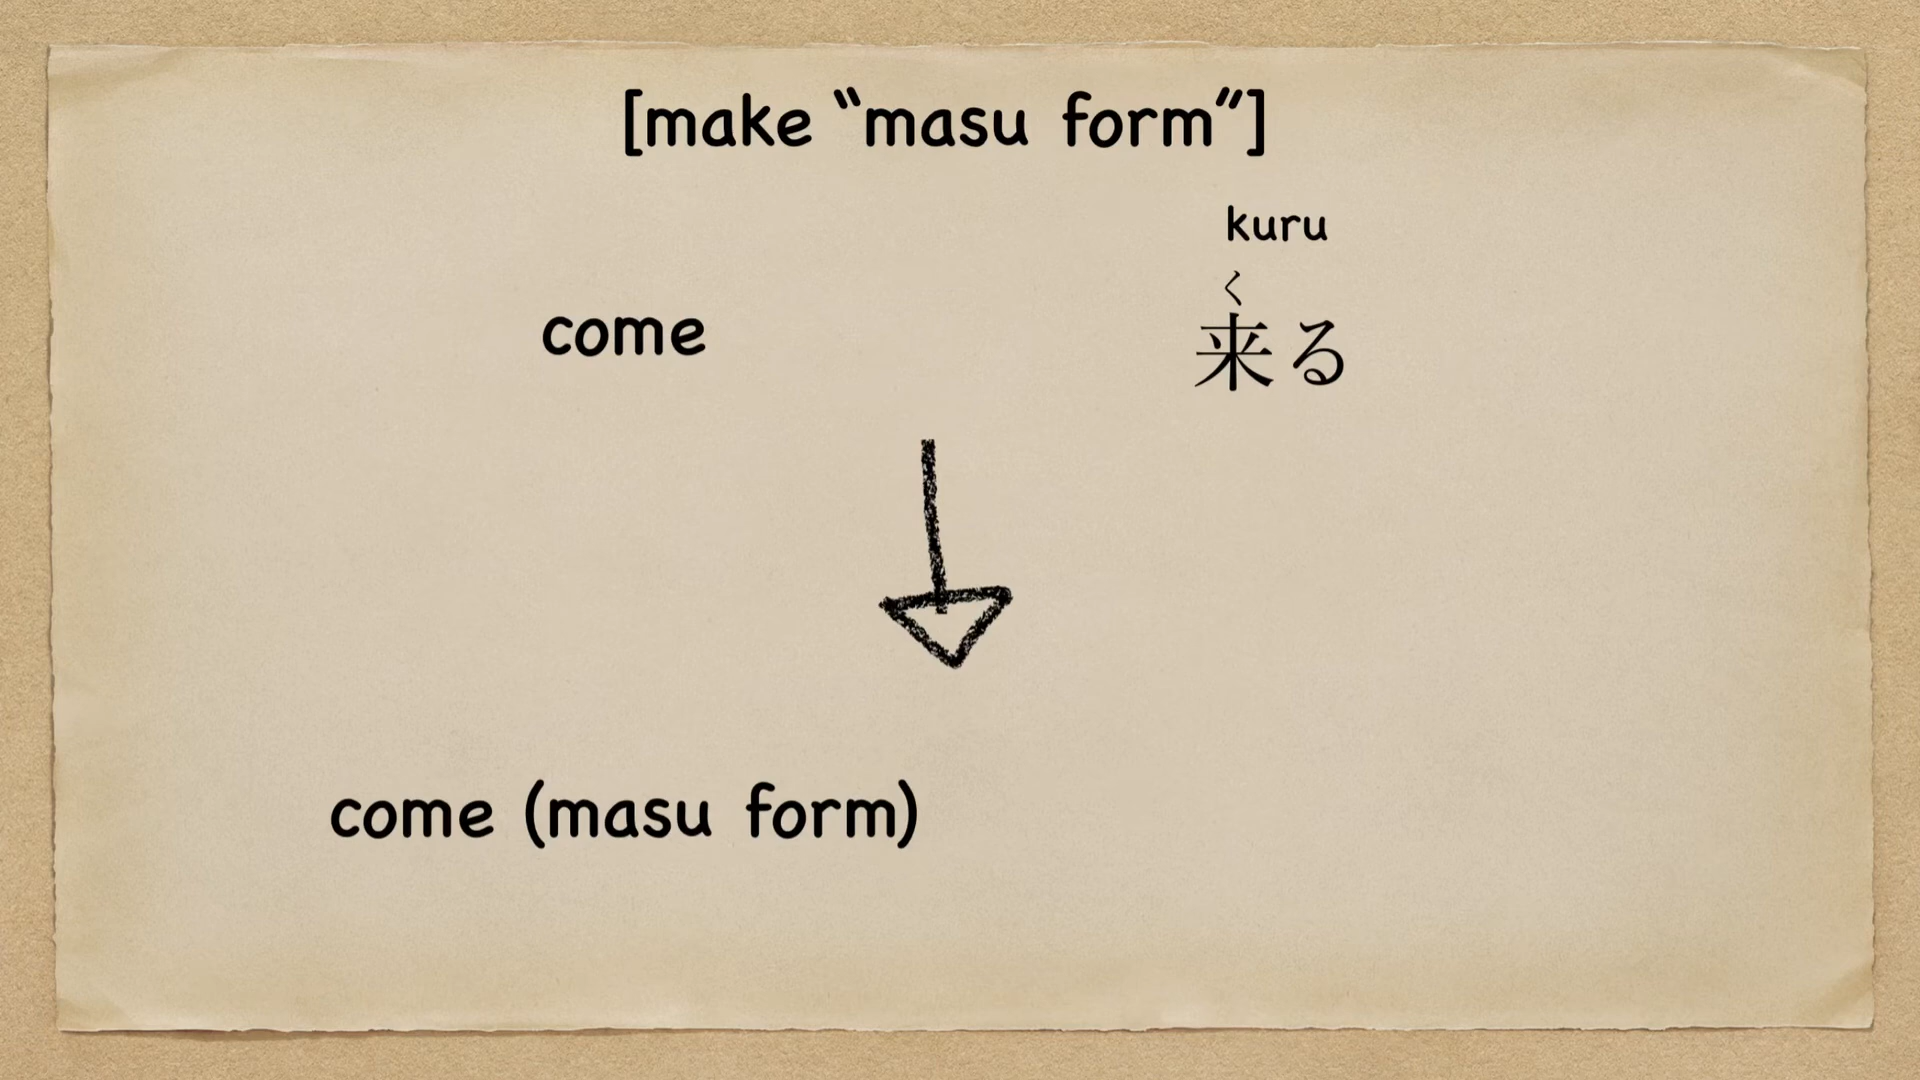 [make “masu form”]
kuru
く
come 来る
come (masu form)